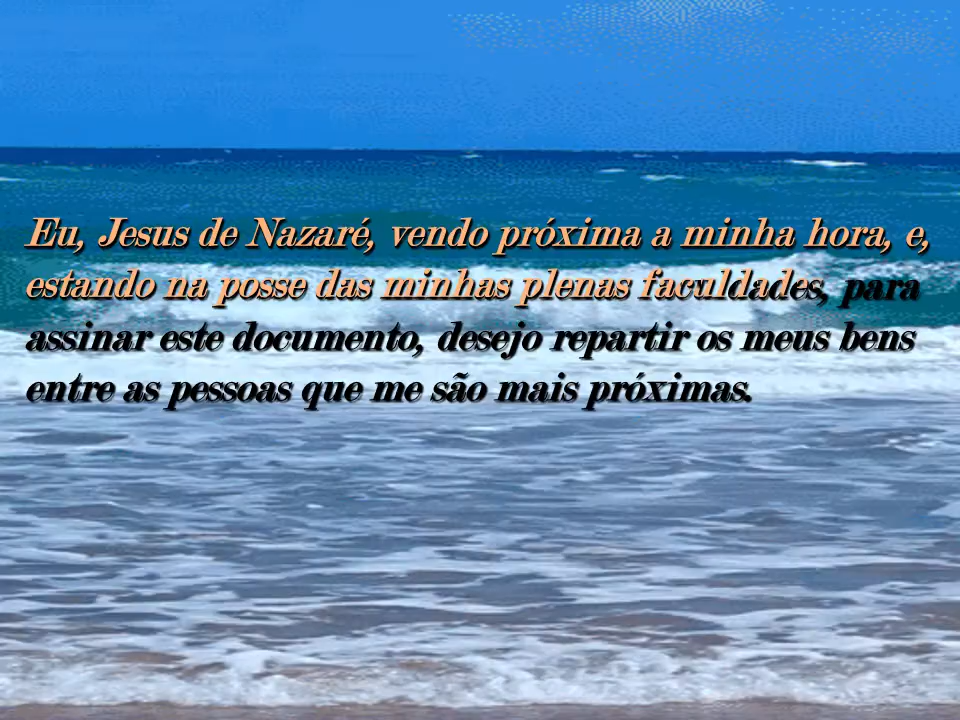 Eu, Jesus de Nazaré, vendo próxima a minha hora, e,
estando na posse das minhas plenas faculdades, para
assinar este documento, desejo repartir os meus bens
entre as pessoas que me são mais próximas.